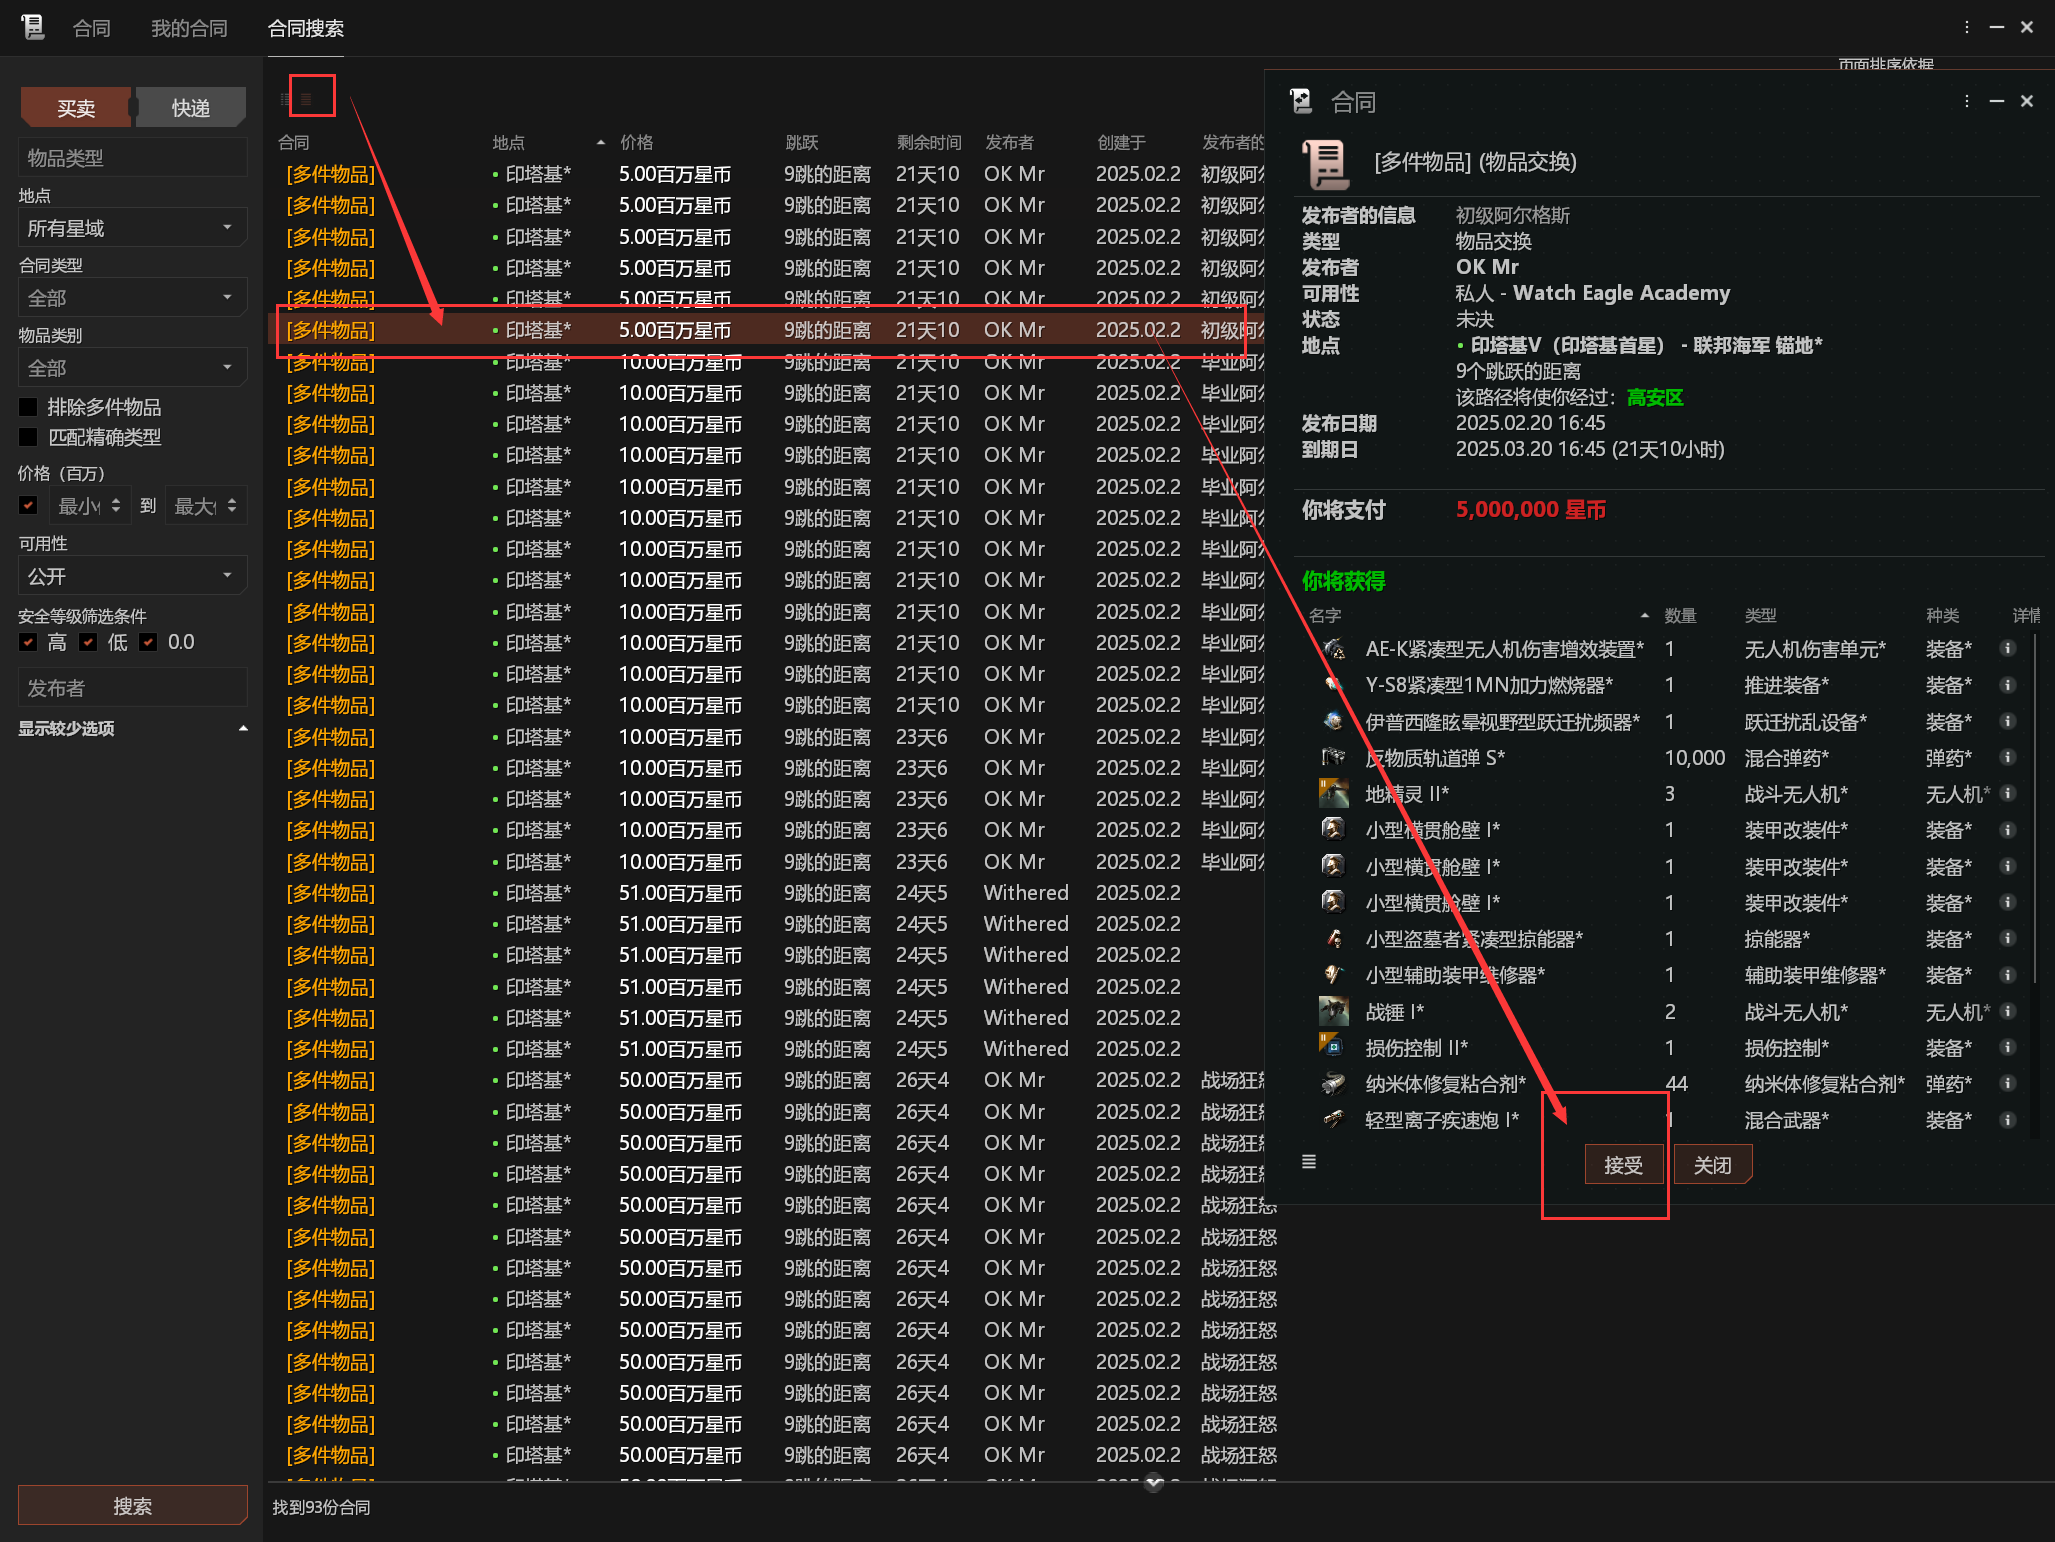 合同 我的合同 合同搜索
买卖 快递
物品类型
地点
所有星域
合同类型
全部
物品类别
全部
排除多件物品
匹配精确类型
价格（百万）
到
可用性
公开
安全等级筛选条件
高 低 0.0
发布者
显示较少选项
搜索
合同 地点 价格 跳跃 剩余时间 发布者 创建于 发布者的
[多件物品] 印塔基* 5.00百万星币 9跳的距离 21天10 OK Mr 2025.02.2 初级阿
[多件物品] 印塔基* 5.00百万星币 9跳的距离 21天10 OK Mr 2025.02.2 初级阿
[多件物品] 印塔基* 5.00百万星币 9跳的距离 21天10 OK Mr 2025.02.2 初级阿
[多件物品] 印塔基* 5.00百万星币 9跳的距离 21天10 OK Mr 2025.02.2 初级阿
[多件物品] 印塔基* 5.00百万星币 9跳的距离 21天10 OK Mr 2025.02.2 初级阿
[多件物品] 印塔基* 5.00百万星币 9跳的距离 21天10 OK Mr 2025.02.2 初级阿
[多件物品] 印塔基* 10.00百万星币 9跳的距离 21天10 OK Mr 2025.02.2 毕业阿
[多件物品] 印塔基* 10.00百万星币 9跳的距离 21天10 OK Mr 2025.02.2 毕业阿
[多件物品] 印塔基* 10.00百万星币 9跳的距离 21天10 OK Mr 2025.02.2 毕业阿
[多件物品] 印塔基* 10.00百万星币 9跳的距离 21天10 OK Mr 2025.02.2 毕业阿
[多件物品] 印塔基* 10.00百万星币 9跳的距离 21天10 OK Mr 2025.02.2 毕业阿
[多件物品] 印塔基* 10.00百万星币 9跳的距离 21天10 OK Mr 2025.02.2 毕业阿
[多件物品] 印塔基* 10.00百万星币 9跳的距离 21天10 OK Mr 2025.02.2 毕业阿
[多件物品] 印塔基* 10.00百万星币 9跳的距离 21天10 OK Mr 2025.02.2 毕业阿
[多件物品] 印塔基* 10.00百万星币 9跳的距离 21天10 OK Mr 2025.02.2 毕业阿
[多件物品] 印塔基* 10.00百万星币 9跳的距离 21天10 OK Mr 2025.02.2 毕业阿
[多件物品] 印塔基* 10.00百万星币 9跳的距离 21天10 OK Mr 2025.02.2 毕业阿
[多件物品] 印塔基* 10.00百万星币 9跳的距离 21天10 OK Mr 2025.02.2 毕业阿
[多件物品] 印塔基* 10.00百万星币 9跳的距离 23天6 OK Mr 2025.02.2 毕业阿
[多件物品] 印塔基* 10.00百万星币 9跳的距离 23天6 OK Mr 2025.02.2 毕业阿
[多件物品] 印塔基* 10.00百万星币 9跳的距离 23天6 OK Mr 2025.02.2 毕业阿
[多件物品] 印塔基* 10.00百万星币 9跳的距离 23天6 OK Mr 2025.02.2 毕业阿
[多件物品] 印塔基* 10.00百万星币 9跳的距离 23天6 OK Mr 2025.02.2 毕业阿
[多件物品] 印塔基* 51.00百万星币 9跳的距离 24天5 Withered 2025.02.2
[多件物品] 印塔基* 51.00百万星币 9跳的距离 24天5 Withered 2025.02.2
[多件物品] 印塔基* 51.00百万星币 9跳的距离 24天5 Withered 2025.02.2
[多件物品] 印塔基* 51.00百万星币 9跳的距离 24天5 Withered 2025.02.2
[多件物品] 印塔基* 51.00百万星币 9跳的距离 24天5 Withered 2025.02.2
[多件物品] 印塔基* 51.00百万星币 9跳的距离 24天5 Withered 2025.02.2
[多件物品] 印塔基* 50.00百万星币 9跳的距离 26天4 OK Mr 2025.02.2 战场狂
[多件物品] 印塔基* 50.00百万星币 9跳的距离 26天4 OK Mr 2025.02.2 战场狂
[多件物品] 印塔基* 50.00百万星币 9跳的距离 26天4 OK Mr 2025.02.2 战场狂
[多件物品] 印塔基* 50.00百万星币 9跳的距离 26天4 OK Mr 2025.02.2 战场狂
[多件物品] 印塔基* 50.00百万星币 9跳的距离 26天4 OK Mr 2025.02.2 战场狂怒
[多件物品] 印塔基* 50.00百万星币 9跳的距离 26天4 OK Mr 2025.02.2 战场狂怒
[多件物品] 印塔基* 50.00百万星币 9跳的距离 26天4 OK Mr 2025.02.2 战场狂怒
[多件物品] 印塔基* 50.00百万星币 9跳的距离 26天4 OK Mr 2025.02.2 战场狂怒
[多件物品] 印塔基* 50.00百万星币 9跳的距离 26天4 OK Mr 2025.02.2 战场狂怒
[多件物品] 印塔基* 50.00百万星币 9跳的距离 26天4 OK Mr 2025.02.2 战场狂怒
[多件物品] 印塔基* 50.00百万星币 9跳的距离 26天4 OK Mr 2025.02.2 战场狂怒
[多件物品] 印塔基* 50.00百万星币 9跳的距离 26天4 OK Mr 2025.02.2 战场狂怒
[多件物品] 印塔基* 50.00百万星币 9跳的距离 26天4 OK Mr 2025.02.2 战场狂怒
找到93份合同
页面排序依据
合同
[多件物品] (物品交换)
发布者的信息 初级阿尔格斯
类型 物品交换
发布者 OK Mr
可用性 私人 - Watch Eagle Academy
状态 未决
地点 印塔基V（印塔基首星） - 联邦海军 锚地*
9个跳跃的距离
该路径将使你经过：高安区
发布日期 2025.02.20 16:45
到期日 2025.03.20 16:45 (21天10小时)
你将支付 5,000,000 星币
你将获得
名字 数量 类型 种类 详情
AE-K紧凑型无人机伤害增效装置* 1 无人机伤害单元* 装备*
Y-S8紧凑型1MN加力燃烧器* 1 推进装备* 装备*
伊普西隆眩晕视野型跃迁扰频器* 1 跃迁扰乱设备* 装备*
反物质轨道弹 S* 10,000 混合弹药* 弹药*
地精灵 II* 3 战斗无人机* 无人机*
小型横贯舱壁 I* 1 装甲改装件* 装备*
小型横贯舱壁 I* 1 装甲改装件* 装备*
小型横贯舱壁 I* 1 装甲改装件* 装备*
小型盗墓者紧凑型掠能器* 1 掠能器* 装备*
小型辅助装甲维修器* 1 辅助装甲维修器* 装备*
战锤 I* 2 战斗无人机* 无人机*
损伤控制 II* 1 损伤控制* 装备*
纳米体修复粘合剂* 44 纳米体修复粘合剂* 弹药*
轻型离子疾速炮 I* 1 混合武器* 装备*
接受 关闭